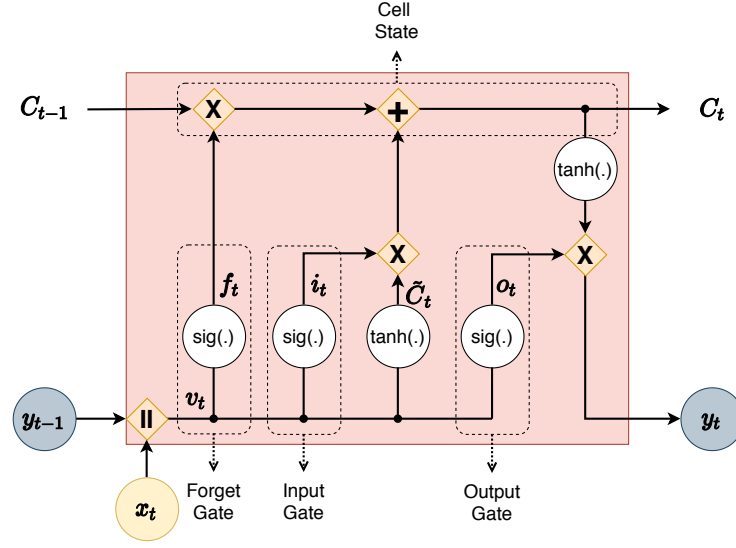 Cell
State
C_{t-1}
X
+
C_t
tanh(.)
X
X
f_t
i_t
C̃_t
o_t
sig(.)
sig(.)
tanh(.)
sig(.)
v_t
y_{t-1}
||
y_t
x_t
Forget
Gate
Input
Gate
Output
Gate